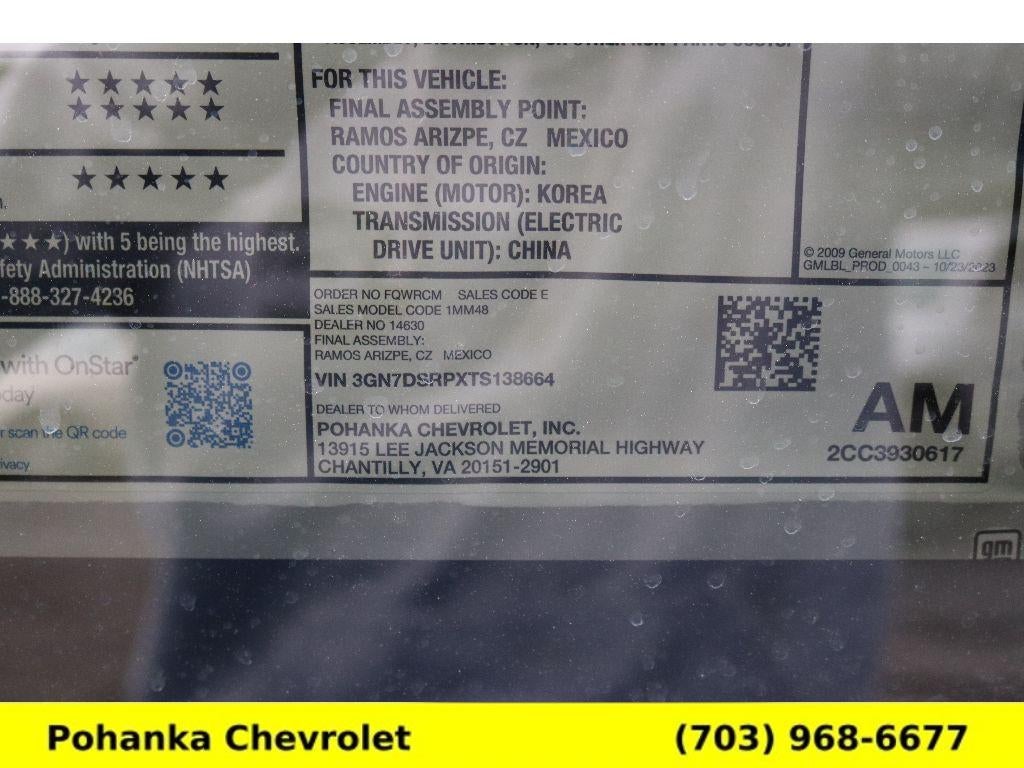 ★★★★★
★★★★★
★★★★★
★★★) with 5 being the highest.
fety Administration (NHTSA)
-888-327-4236
with OnStar®
day
r scan the QR code
ivacy
FOR THIS VEHICLE:
FINAL ASSEMBLY POINT:
RAMOS ARIZPE, CZ MEXICO
COUNTRY OF ORIGIN:
ENGINE (MOTOR): KOREA
TRANSMISSION (ELECTRIC
DRIVE UNIT): CHINA
© 2009 General Motors LLC
GMLBL_PROD_0043 – 10/23/2023
ORDER NO FQWRCM SALES CODE E
SALES MODEL CODE 1MM48
DEALER NO 14630
FINAL ASSEMBLY:
RAMOS ARIZPE, CZ MEXICO
VIN 3GN7DSRPXTS138664
DEALER TO WHOM DELIVERED
POHANKA CHEVROLET, INC.
13915 LEE JACKSON MEMORIAL HIGHWAY
CHANTILLY, VA 20151-2901
AM
2CC3930617
gm
Pohanka Chevrolet (703) 968-6677